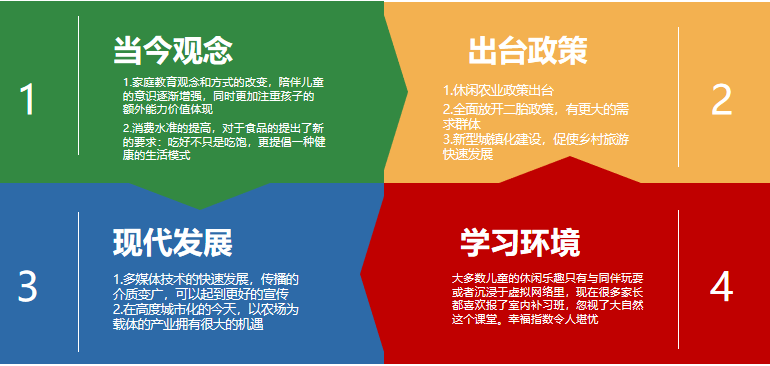 1
当今观念
1.家庭教育观念和方式的改变，陪伴儿童
的意识逐渐增强，同时更加注重孩子的
额外能力价值体现
2.消费水准的提高，对于食品的提出了新
的要求：吃好不只是吃饱，更提倡一种健
康的生活模式
出台政策
1.休闲农业政策出台
2.全面放开二胎政策，有更大的需
求群体
3.新型城镇化建设，促使乡村旅游
快速发展
2
3
现代发展
1.多媒体技术的快速发展，传播的
介质变广，可以起到更好的宣传
2.在高度城市化的今天，以农场为
载体的产业拥有很大的机遇
学习环境
大多数儿童的休闲乐趣只有与同伴玩耍
或者沉浸于虚拟网络里，现在很多家长
都喜欢报了室内补习班，忽视了大自然
这个课堂。幸福指数令人堪忧
4